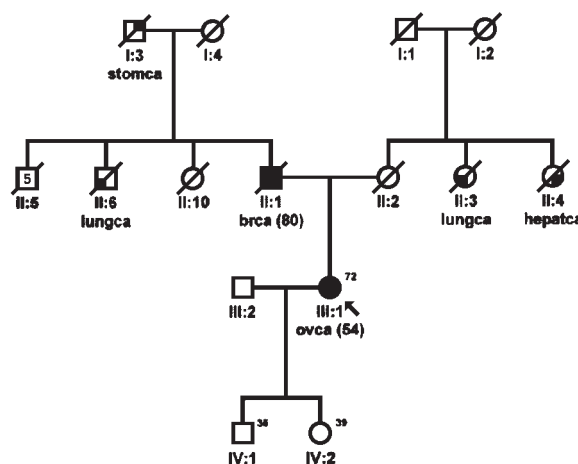 I:3
stomca
I:4
I:1
I:2
5
II:5
II:6
lungca
II:10
II:1
brca (80)
II:2
II:3
lungca
II:4
hepatca
III:2
72
III:1
ovca (54)
36
IV:1
39
IV:2